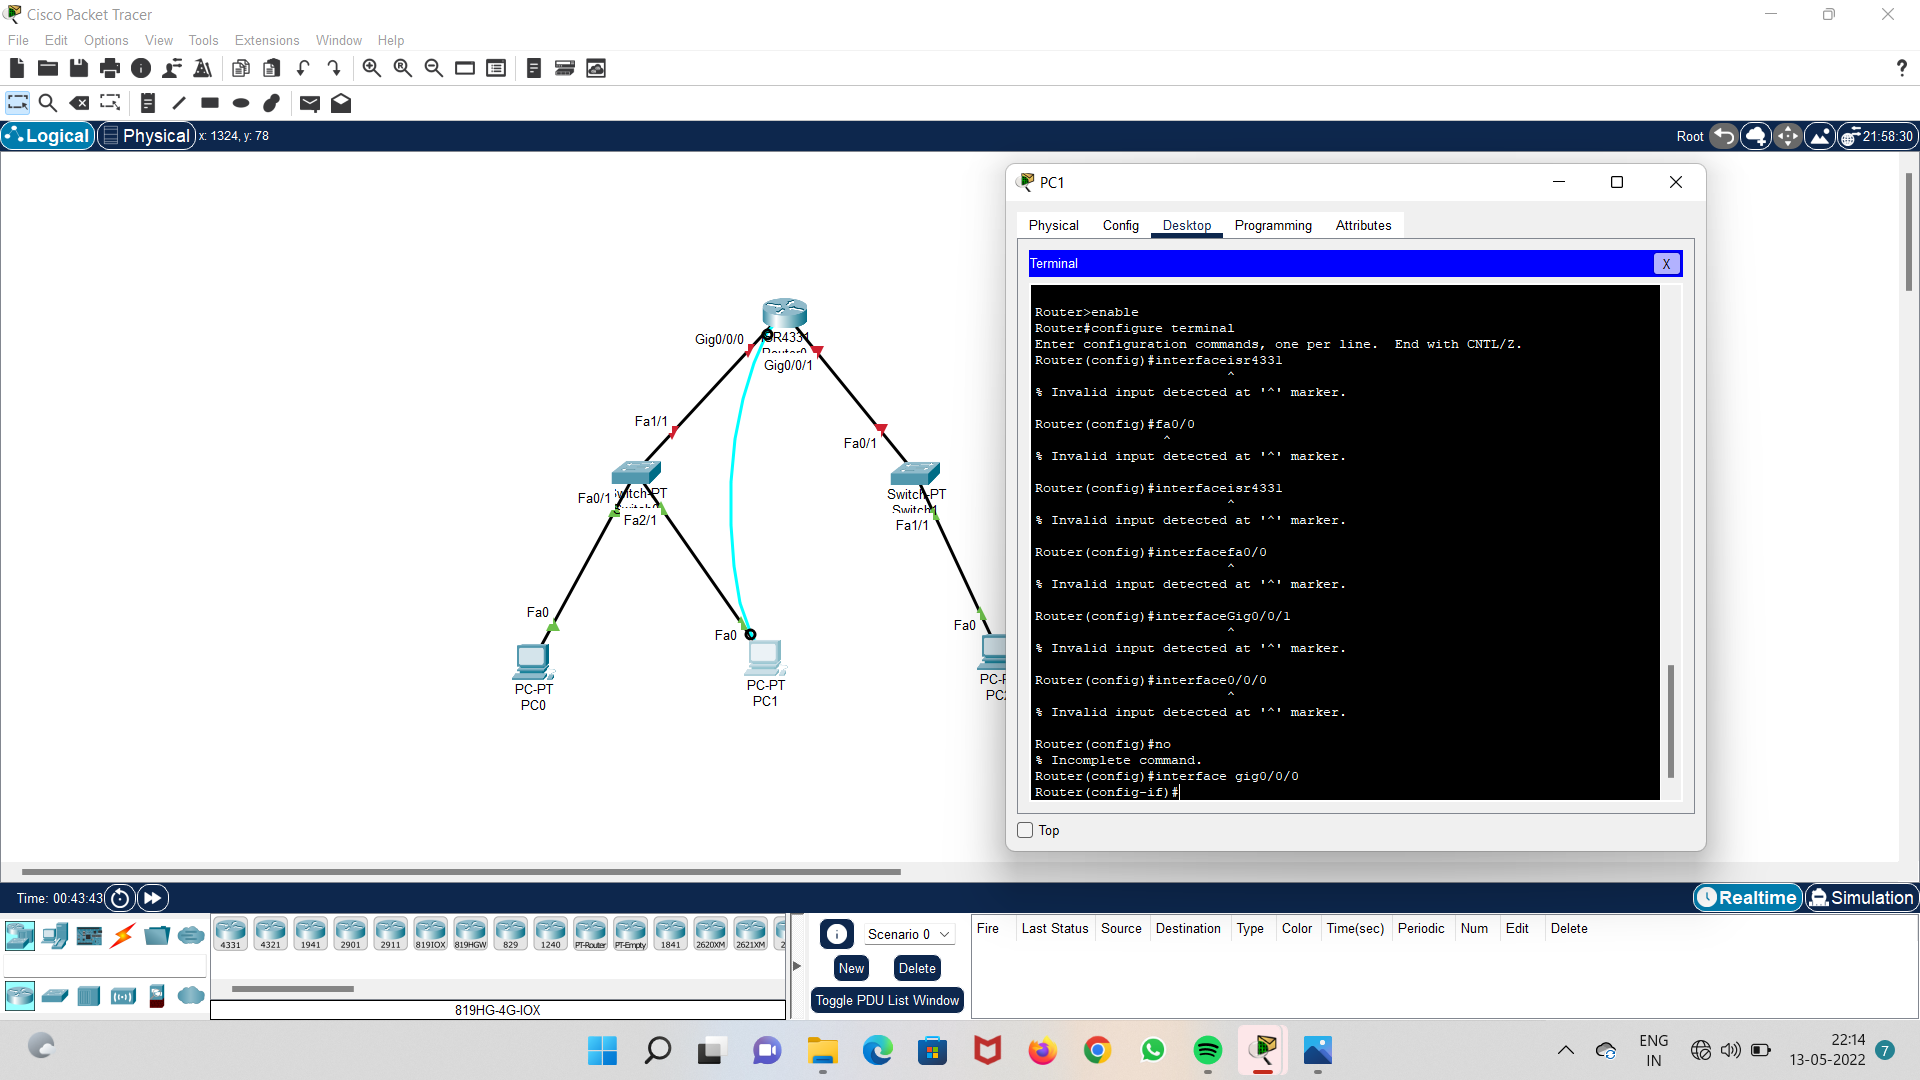 Cisco Packet Tracer
File Edit Options View Tools Extensions Window Help
?
Logical Physical x: 1324, y: 78 Root 21:58:30
PC1
Physical Config Desktop Programming Attributes
Terminal X
Router>enable
Router#configure terminal
Enter configuration commands, one per line. End with CNTL/Z.
Router(config)#interfaceisr4331
^
% Invalid input detected at '^' marker.
Router(config)#fa0/0
^
% Invalid input detected at '^' marker.
Router(config)#interfaceisr4331
^
% Invalid input detected at '^' marker.
Router(config)#interfacefa0/0
^
% Invalid input detected at '^' marker.
Router(config)#interfaceGig0/0/1
^
% Invalid input detected at '^' marker.
Router(config)#interface0/0/0
^
% Invalid input detected at '^' marker.
Router(config)#no
% Incomplete command.
Router(config)#interface gig0/0/0
Router(config-if)#
Top
Gig0/0/0
Gig0/0/1
Fa1/1
Fa0/1
Fa0/1
Fa2/1
Switch-PT
Fa1/1
Fa0
PC-PT
PC0
Fa0
PC-PT
PC1
Fa0
Time: 00:43:43 Realtime Simulation
4331 4321 1941 2901 2911 819IOX 819HGW 829 1240 PT-Router PT-Empty 1841 2620XM 2621XM
819HG-4G-IOX
Scenario 0
New Delete
Toggle PDU List Window
Fire Last Status Source Destination Type Color Time(sec) Periodic Num Edit Delete
ENG
IN
22:14
13-05-2022
7